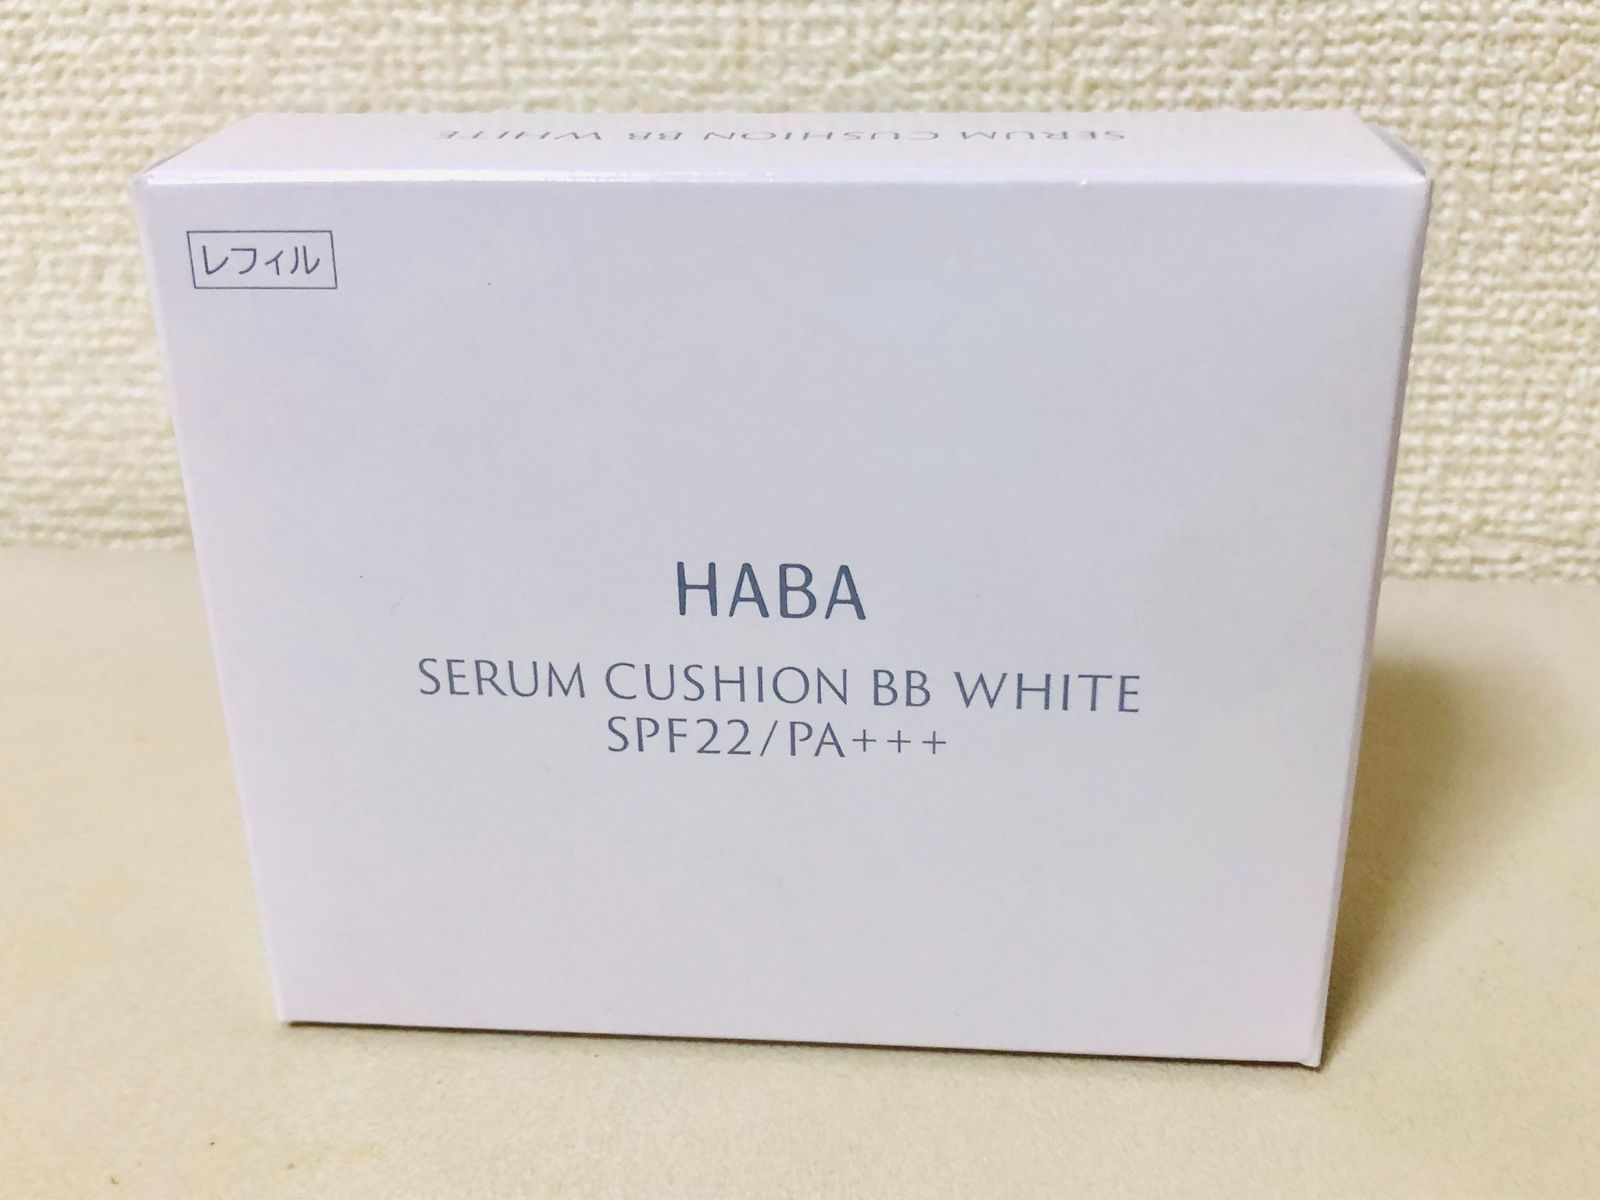 SERUM CUSHION BB WHITE
レフィル
HABA
SERUM CUSHION BB WHITE
SPF22/PA+++